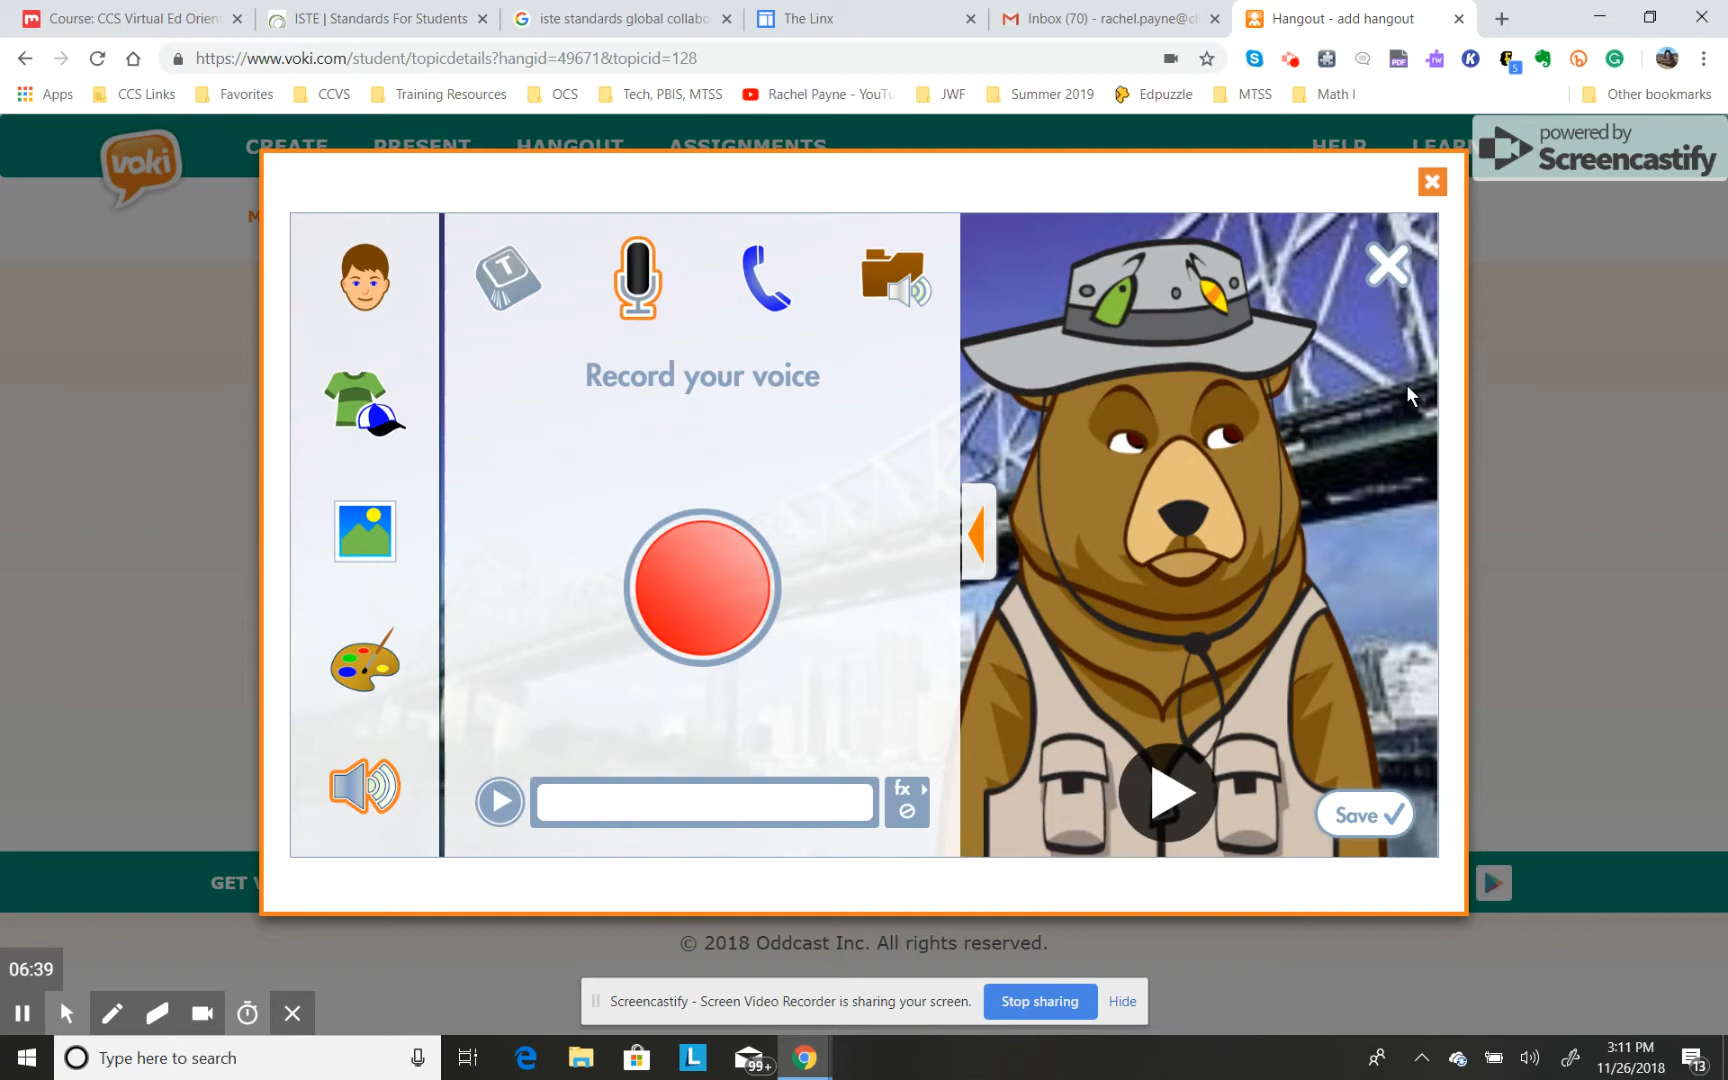 Course: CCS Virtual Ed Orien
ISTE | Standards For Students
iste standards global collabo
The Linx
Inbox (70) - rachel.payne@c
Hangout - add hangout
https://www.voki.com/student/topicdetails?hangid=49671&topicid=128
Apps
CCS Links
Favorites
CCVS
Training Resources
OCS
Tech, PBIS, MTSS
Rachel Payne - YouTu
JWF
Summer 2019
Edpuzzle
MTSS
Math I
Other bookmarks
voki
CREATE
PRESENT
HANGOUT
ASSIGNMENTS
HELP
LEARN
powered by
Screencastify
T
Record your voice
fx
Save
GET
© 2018 Oddcast Inc. All rights reserved.
06:39
Screencastify - Screen Video Recorder is sharing your screen.
Stop sharing
Hide
Type here to search
99+
3:11 PM
11/26/2018
13